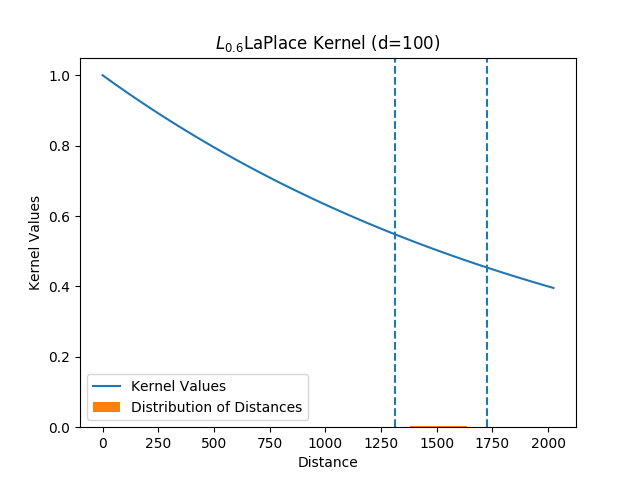 L0.6LaPlace Kernel (d=100)
Kernel Values
1.0
0.8
0.6
0.4
0.2
0.0
Kernel Values
Distribution of Distances
0 250 500 750 1000 1250 1500 1750 2000
Distance